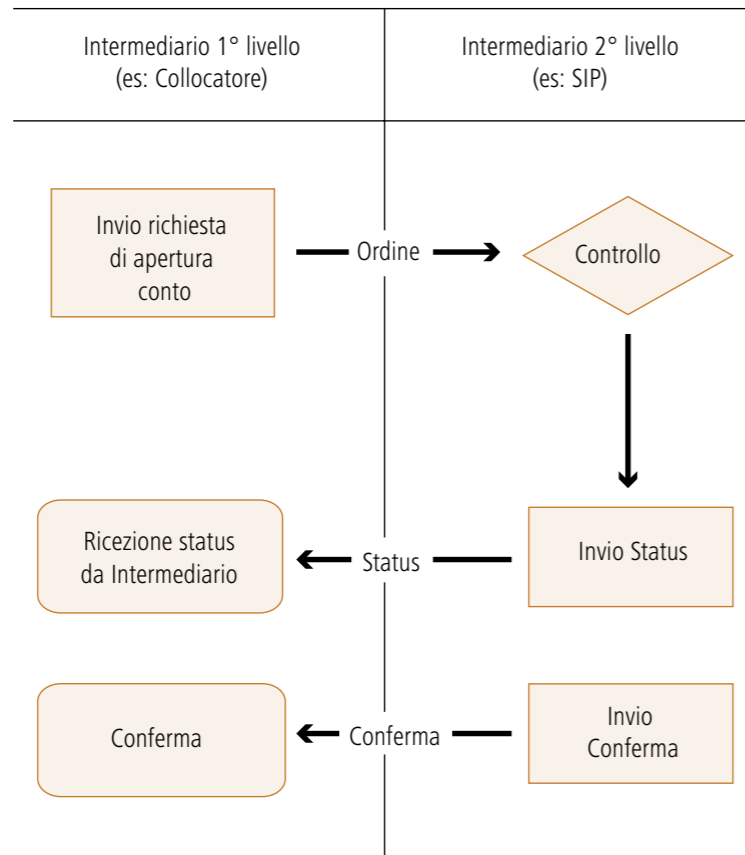 Intermediario 1° livello
(es: Collocatore)
Intermediario 2° livello
(es: SIP)
Invio richiesta
di apertura
conto
Ordine
Controllo
Ricezione status
da Intermediario
Status
Invio Status
Conferma
Conferma
Invio
Conferma